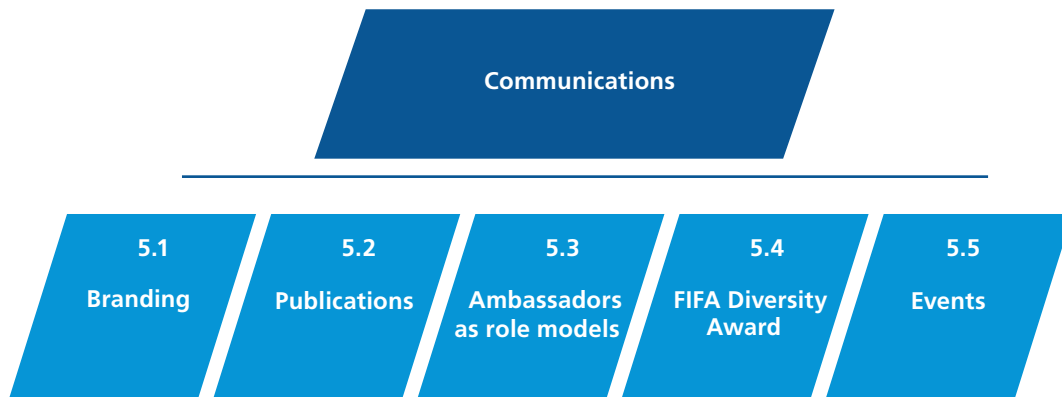 Communications
5.1
Branding
5.2
Publications
5.3
Ambassadors
as role models
5.4
FIFA Diversity
Award
5.5
Events